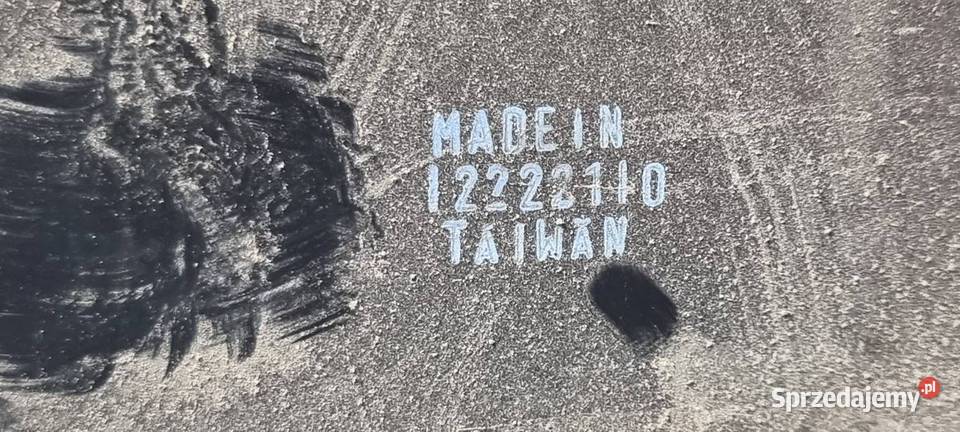 MADE IN
12222110
TAIWAN
Sprzedajemy.pl